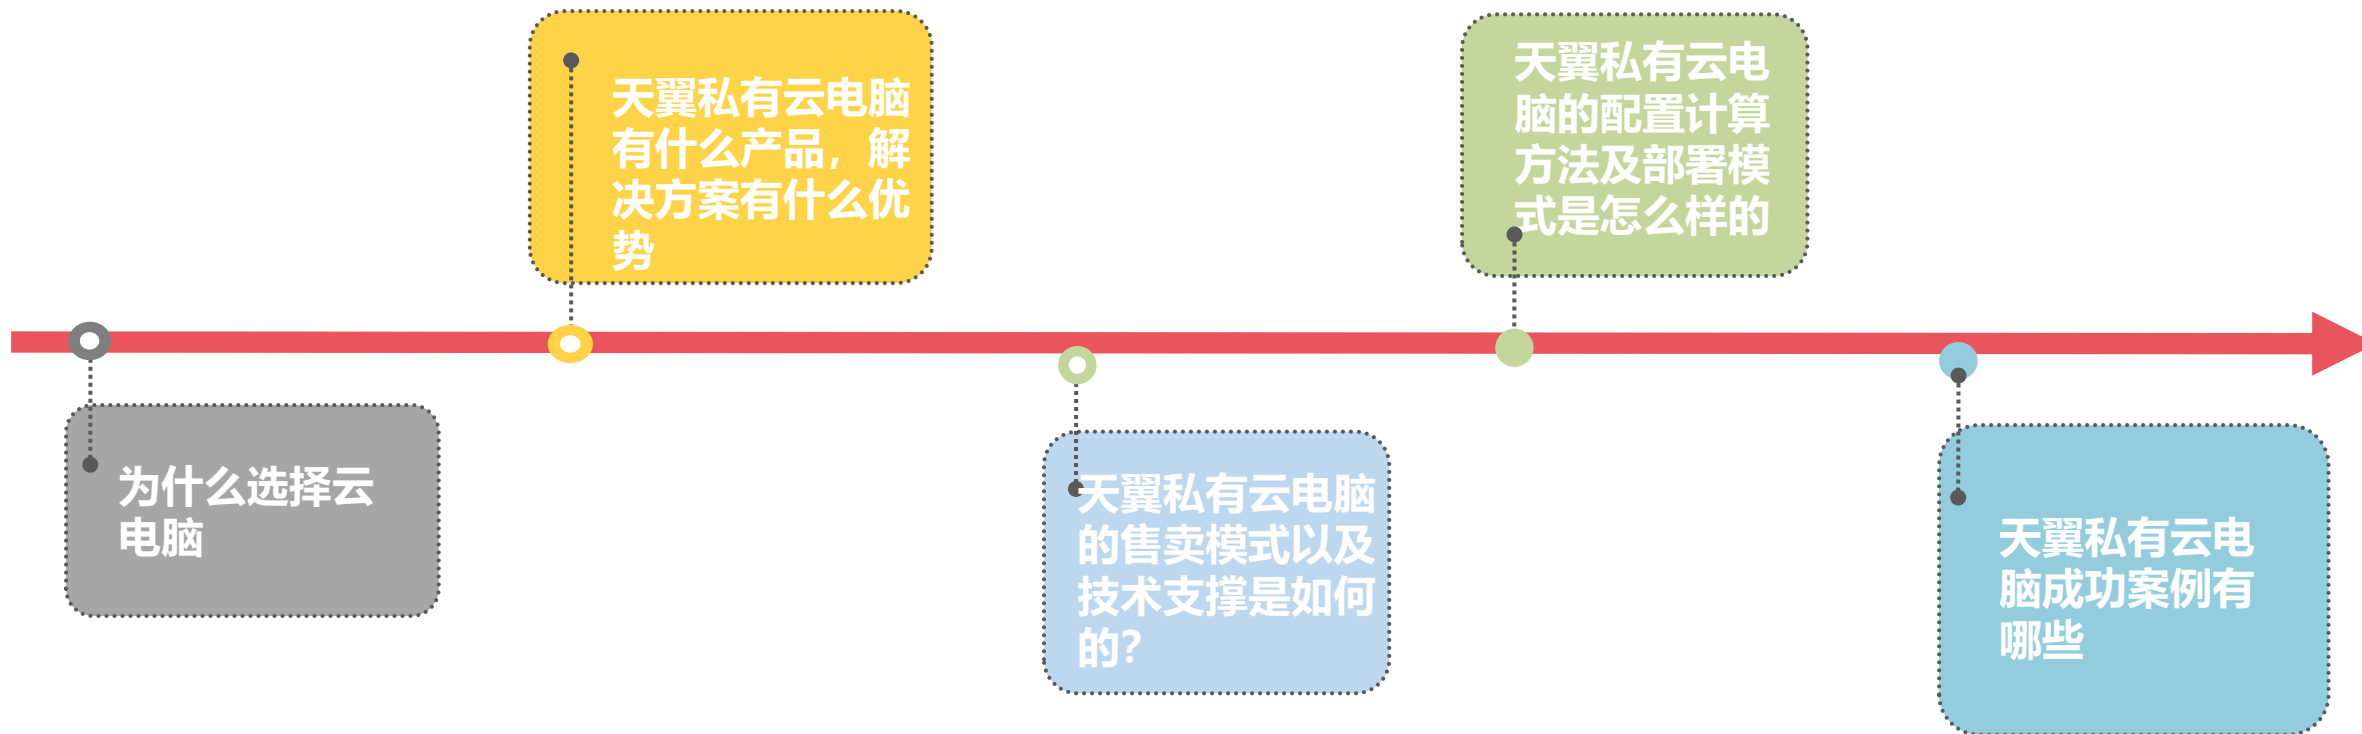 为什么选择云
电脑
天翼私有云电脑
有什么产品，解
决方案有什么优
势
天翼私有云电脑
的售卖模式以及
技术支撑是如何
的？
天翼私有云电
脑的配置计算
方法及部署模
式是怎么样的
天翼私有云电
脑成功案例有
哪些